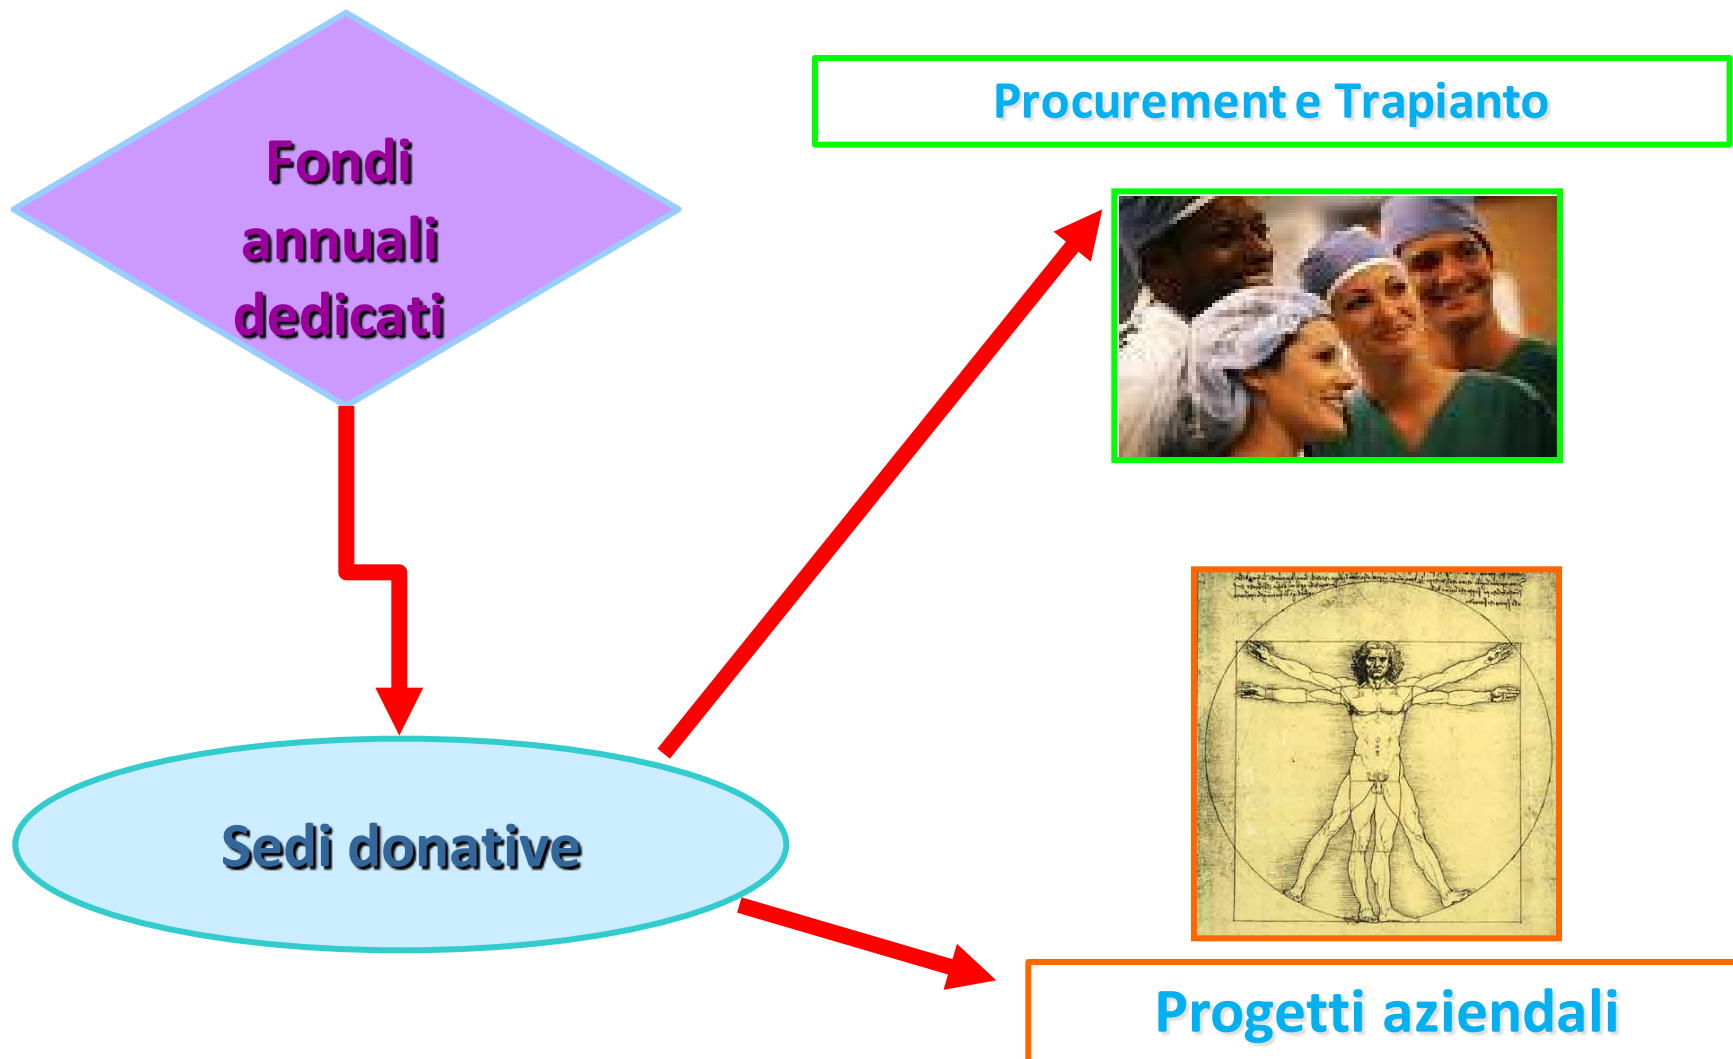 Fondi
annuali
dedicati
Procurement e Trapianto
Sedi donative
Progetti aziendali